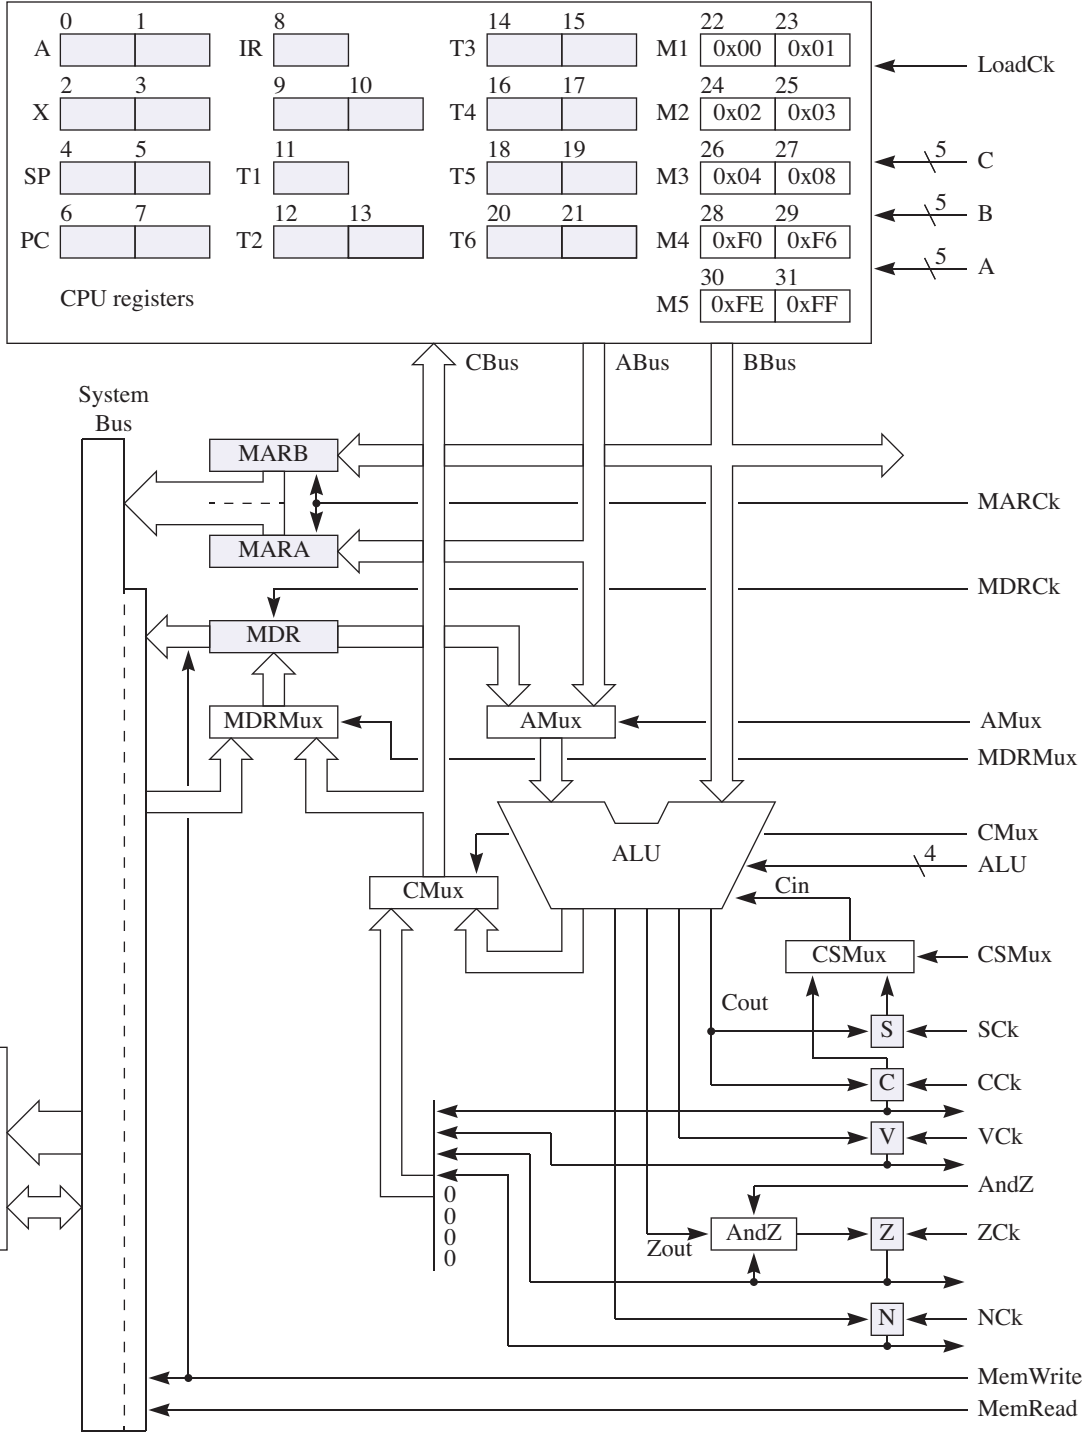 0 1 8 14 15 22 23
A IR T3 M1 0x00 0x01
LoadCk
2 3 9 10 16 17 24 25
X T4 M2 0x02 0x03
4 5 11 18 19 26 27
SP T1 T5 M3 0x04 0x08
5 C
6 7 12 13 20 21 28 29
PC T2 T6 M4 0xF0 0xF6
5 B
5 A
30 31
CPU registers M5 0xFE 0xFF
CBus ABus BBus
System
Bus
MARB
MARCk
MARA
MDRCk
MDR
MDRMux AMux AMux
MDRMux
CMux
ALU 4 ALU
CMux Cin
CSMux CSMux
Cout
S SCk
C CCk
V VCk
AndZ
0
0
0
0
Zout AndZ Z ZCk
N NCk
MemWrite
MemRead